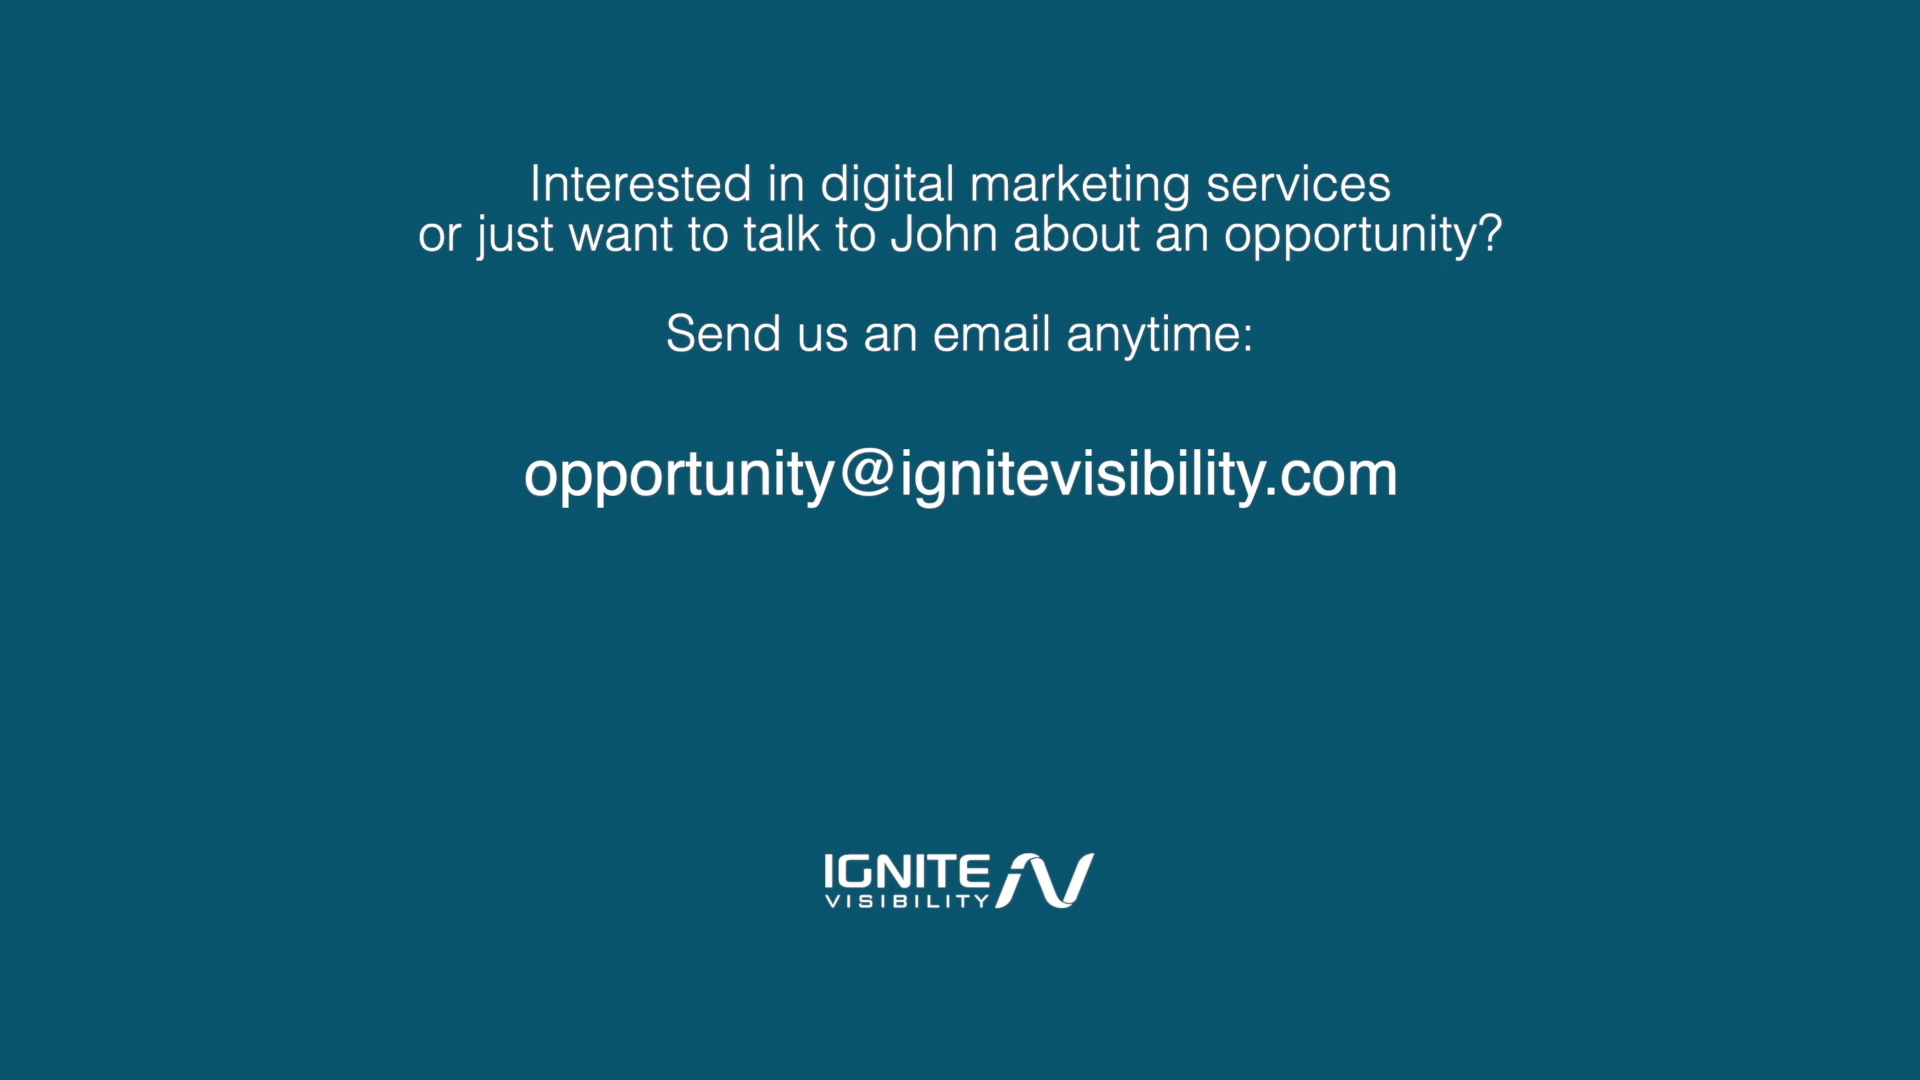 Interested in digital marketing services
or just want to talk to John about an opportunity?
Send us an email anytime:
opportunity@ignitevisibility.com
IGNITE
VISIBILITY